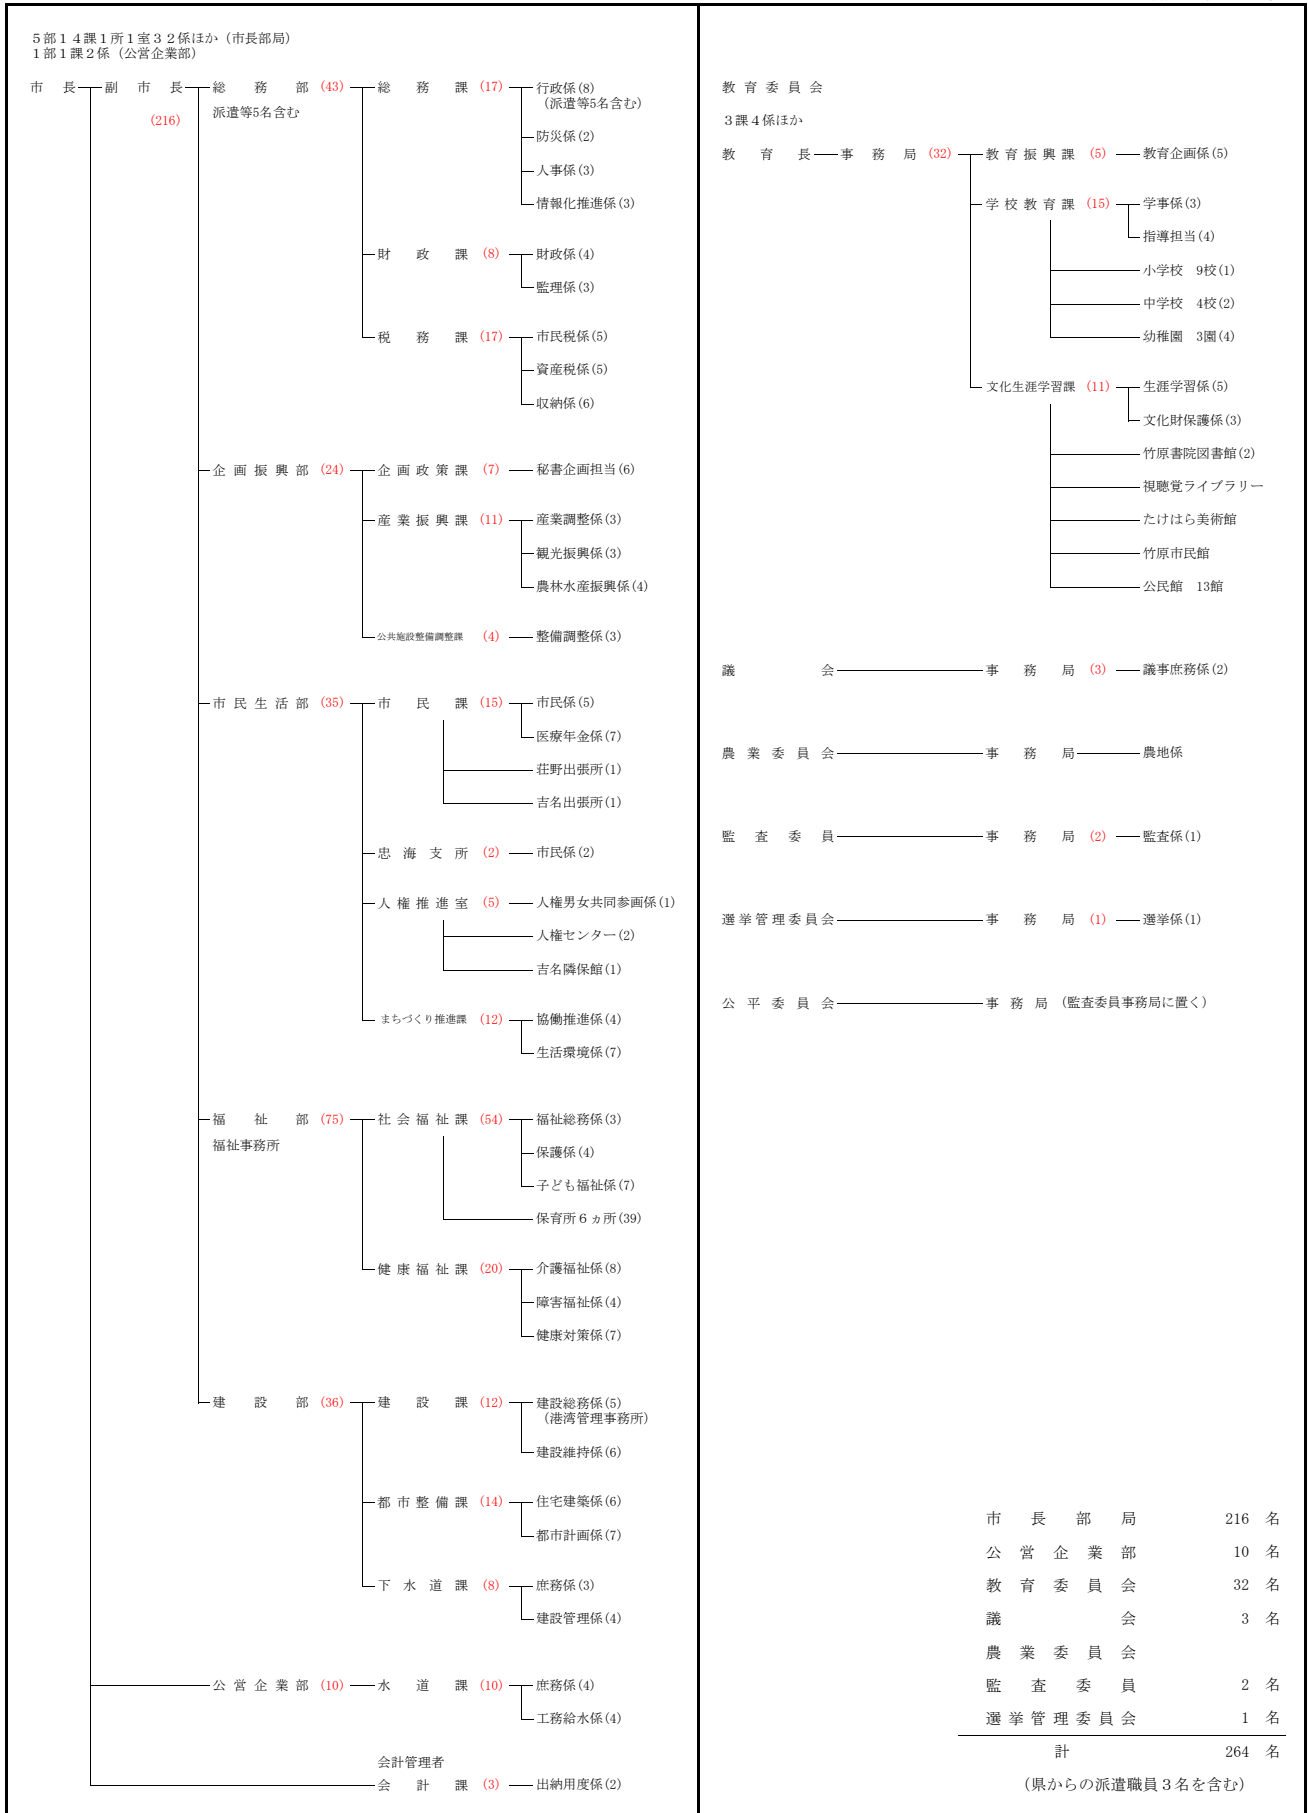 ５部１４課１所１室３２係ほか（市長部局）
１部１課２係（公営企業部）
市長 副市長 総務部 (43) 総務課 (17) 行政係(8)
（派遣等5名含む）
派遣等5名含む
(216)
防災係(2)
人事係(3)
情報化推進係(3)
財政課 (8) 財政係(4)
監理係(3)
税務課 (17) 市民税係(5)
資産税係(5)
収納係(6)
企画振興部 (24) 企画政策課 (7) 秘書企画担当(6)
産業振興課 (11) 産業調整係(3)
観光振興係(3)
農林水産振興係(4)
公共施設整備調整課 (4) 整備調整係(3)
市民生活部 (35) 市民課 (15) 市民係(5)
医療年金係(7)
荘野出張所(1)
吉名出張所(1)
忠海支所 (2) 市民係(2)
人権推進室 (5) 人権男女共同参画係(1)
人権センター(2)
吉名隣保館(1)
まちづくり推進課 (12) 協働推進係(4)
生活環境係(7)
福祉部 (75) 社会福祉課 (54) 福祉総務係(3)
福祉事務所
保護係(4)
子ども福祉係(7)
保育所６ヵ所(39)
健康福祉課 (20) 介護福祉係(8)
障害福祉係(4)
健康対策係(7)
建設部 (36) 建設課 (12) 建設総務係(5)
（港湾管理事務所）
建設維持係(6)
都市整備課 (14) 住宅建築係(6)
都市計画係(7)
下水道課 (8) 庶務係(3)
建設管理係(4)
公営企業部 (10) 水道課 (10) 庶務係(4)
工務給水係(4)
会計管理者
会計課 (3) 出納用度係(2)
教育委員会
３課４係ほか
教育長 事務局 (32) 教育振興課 (5) 教育企画係(5)
学校教育課 (15) 学事係(3)
指導担当(4)
小学校　9校(1)
中学校　4校(2)
幼稚園　3園(4)
文化生涯学習課 (11) 生涯学習係(5)
文化財保護係(3)
竹原書院図書館(2)
視聴覚ライブラリー
たけはら美術館
竹原市民館
公民館　13館
議会 事務局 (3) 議事庶務係(2)
農業委員会 事務局 農地係
監査委員 事務局 (2) 監査係(1)
選挙管理委員会 事務局 (1) 選挙係(1)
公平委員会 事務局 （監査委員事務局に置く）
市長部局 216 名
公営企業部 10 名
教育委員会 32 名
議会 3 名
農業委員会
監査委員 2 名
選挙管理委員会 1 名
計 264 名
（県からの派遣職員３名を含む）